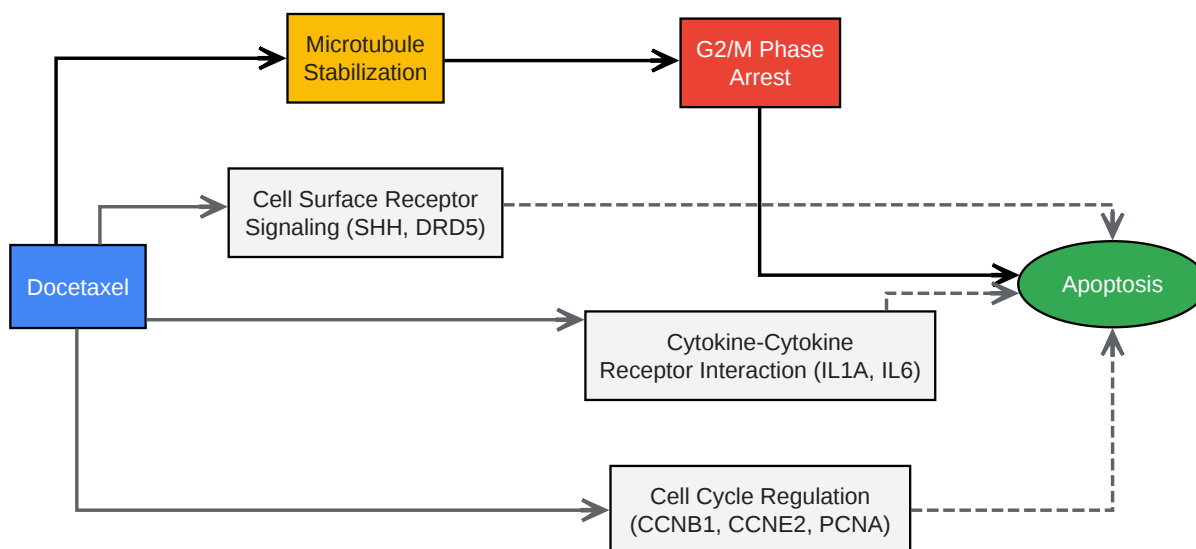 Microtubule
Stabilization
G2/M Phase
Arrest
Cell Surface Receptor
Signaling (SHH, DRD5)
Docetaxel
Apoptosis
Cytokine-Cytokine
Receptor Interaction (IL1A, IL6)
Cell Cycle Regulation
(CCNB1, CCNE2, PCNA)